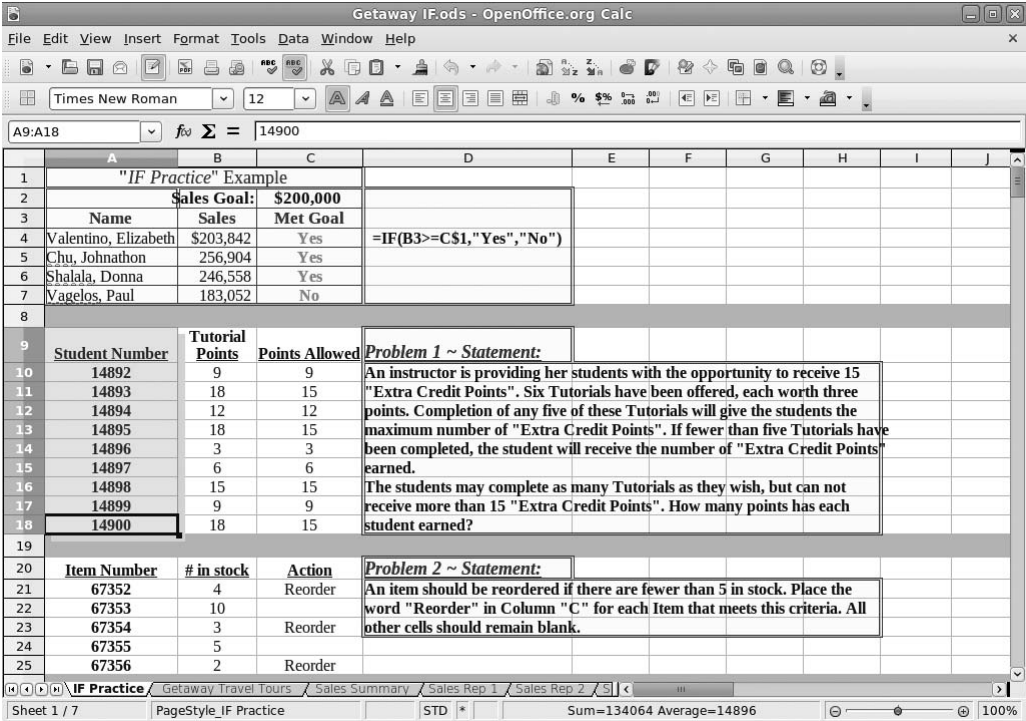 Getaway IF.ods - OpenOffice.org Calc
File Edit View Insert Format Tools Data Window Help
Times New Roman 12
A9:A18 14900
A B C D E F G H I J
1 "IF Practice" Example
2 Sales Goal: $200,000
3 Name Sales Met Goal
4 Valentino, Elizabeth $203,842 Yes =IF(B3>=C$1,"Yes","No")
5 Chu, Johnathon 256,904 Yes
6 Shalala, Donna 246,558 Yes
7 Vagelos, Paul 183,052 No
8
9 Student Number Tutorial Points Points Allowed Problem 1 ~ Statement:
10 14892 9 9 An instructor is providing her students with the opportunity to receive 15
11 14893 18 15 "Extra Credit Points". Six Tutorials have been offered, each worth three
12 14894 12 12 points. Completion of any five of these Tutorials will give the students the
13 14895 18 15 maximum number of "Extra Credit Points". If fewer than five Tutorials have
14 14896 3 3 been completed, the student will receive the number of "Extra Credit Points"
15 14897 6 6 earned.
16 14898 15 15 The students may complete as many Tutorials as they wish, but can not
17 14899 9 9 receive more than 15 "Extra Credit Points". How many points has each
18 14900 18 15 student earned?
19
20 Item Number # in stock Action Problem 2 ~ Statement:
21 67352 4 Reorder An item should be reordered if there are fewer than 5 in stock. Place the
22 67353 10 word "Reorder" in Column "C" for each Item that meets this criteria. All
23 67354 3 Reorder other cells should remain blank.
24 67355 5
25 67356 2 Reorder
IF Practice Getaway Travel Tours Sales Summary Sales Rep 1 Sales Rep 2 S
Sheet 1 / 7 PageStyle_IF Practice STD * Sum=134064 Average=14896 100%